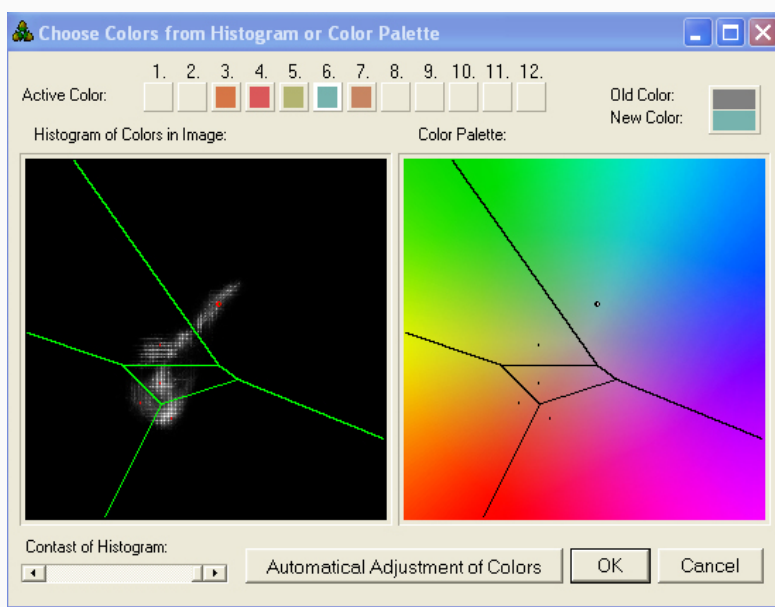 Choose Colors from Histogram or Color Palette
1. 2. 3. 4. 5. 6. 7. 8. 9. 10. 11. 12.
Active Color:
Old Color:
New Color:
Histogram of Colors in Image:
Color Palette:
Contast of Histogram:
Automatical Adjustment of Colors
OK
Cancel